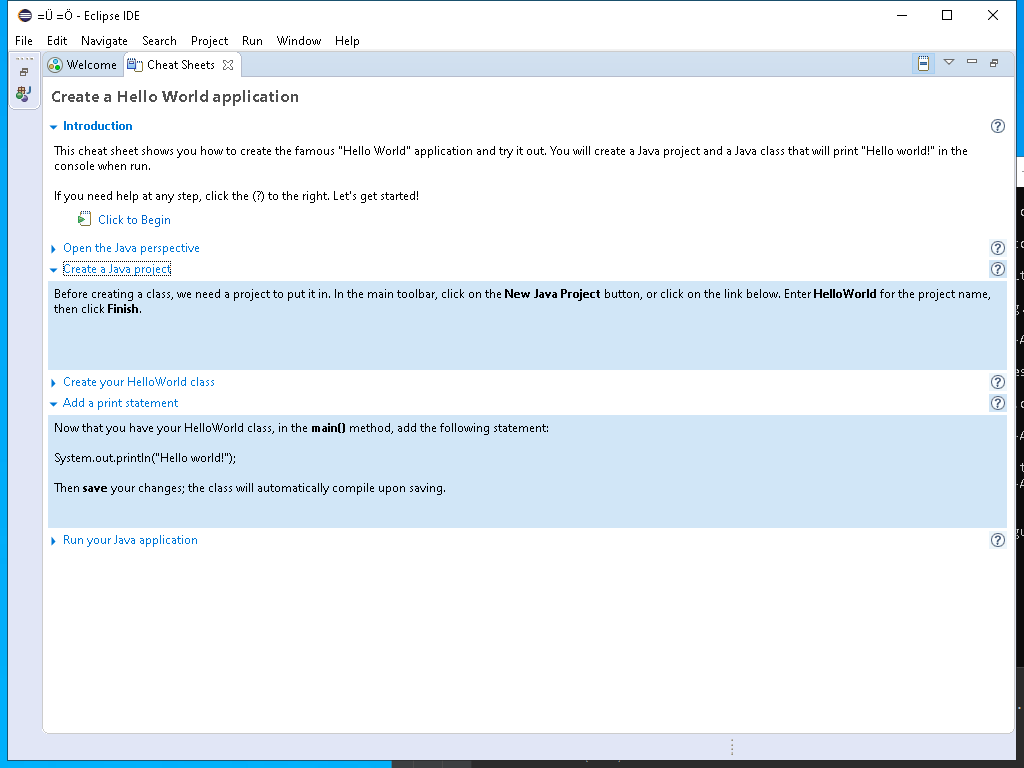 =Ü =Ö - Eclipse IDE
File Edit Navigate Search Project Run Window Help
Welcome Cheat Sheets
Create a Hello World application
Introduction
This cheat sheet shows you how to create the famous "Hello World" application and try it out. You will create a Java project and a Java class that will print "Hello world!" in the
console when run.
If you need help at any step, click the (?) to the right. Let's get started!
Click to Begin
Open the Java perspective
Create a Java project
Before creating a class, we need a project to put it in. In the main toolbar, click on the New Java Project button, or click on the link below. Enter HelloWorld for the project name,
then click Finish.
Create your HelloWorld class
Add a print statement
Now that you have your HelloWorld class, in the main() method, add the following statement:
System.out.println("Hello world!");
Then save your changes; the class will automatically compile upon saving.
Run your Java application